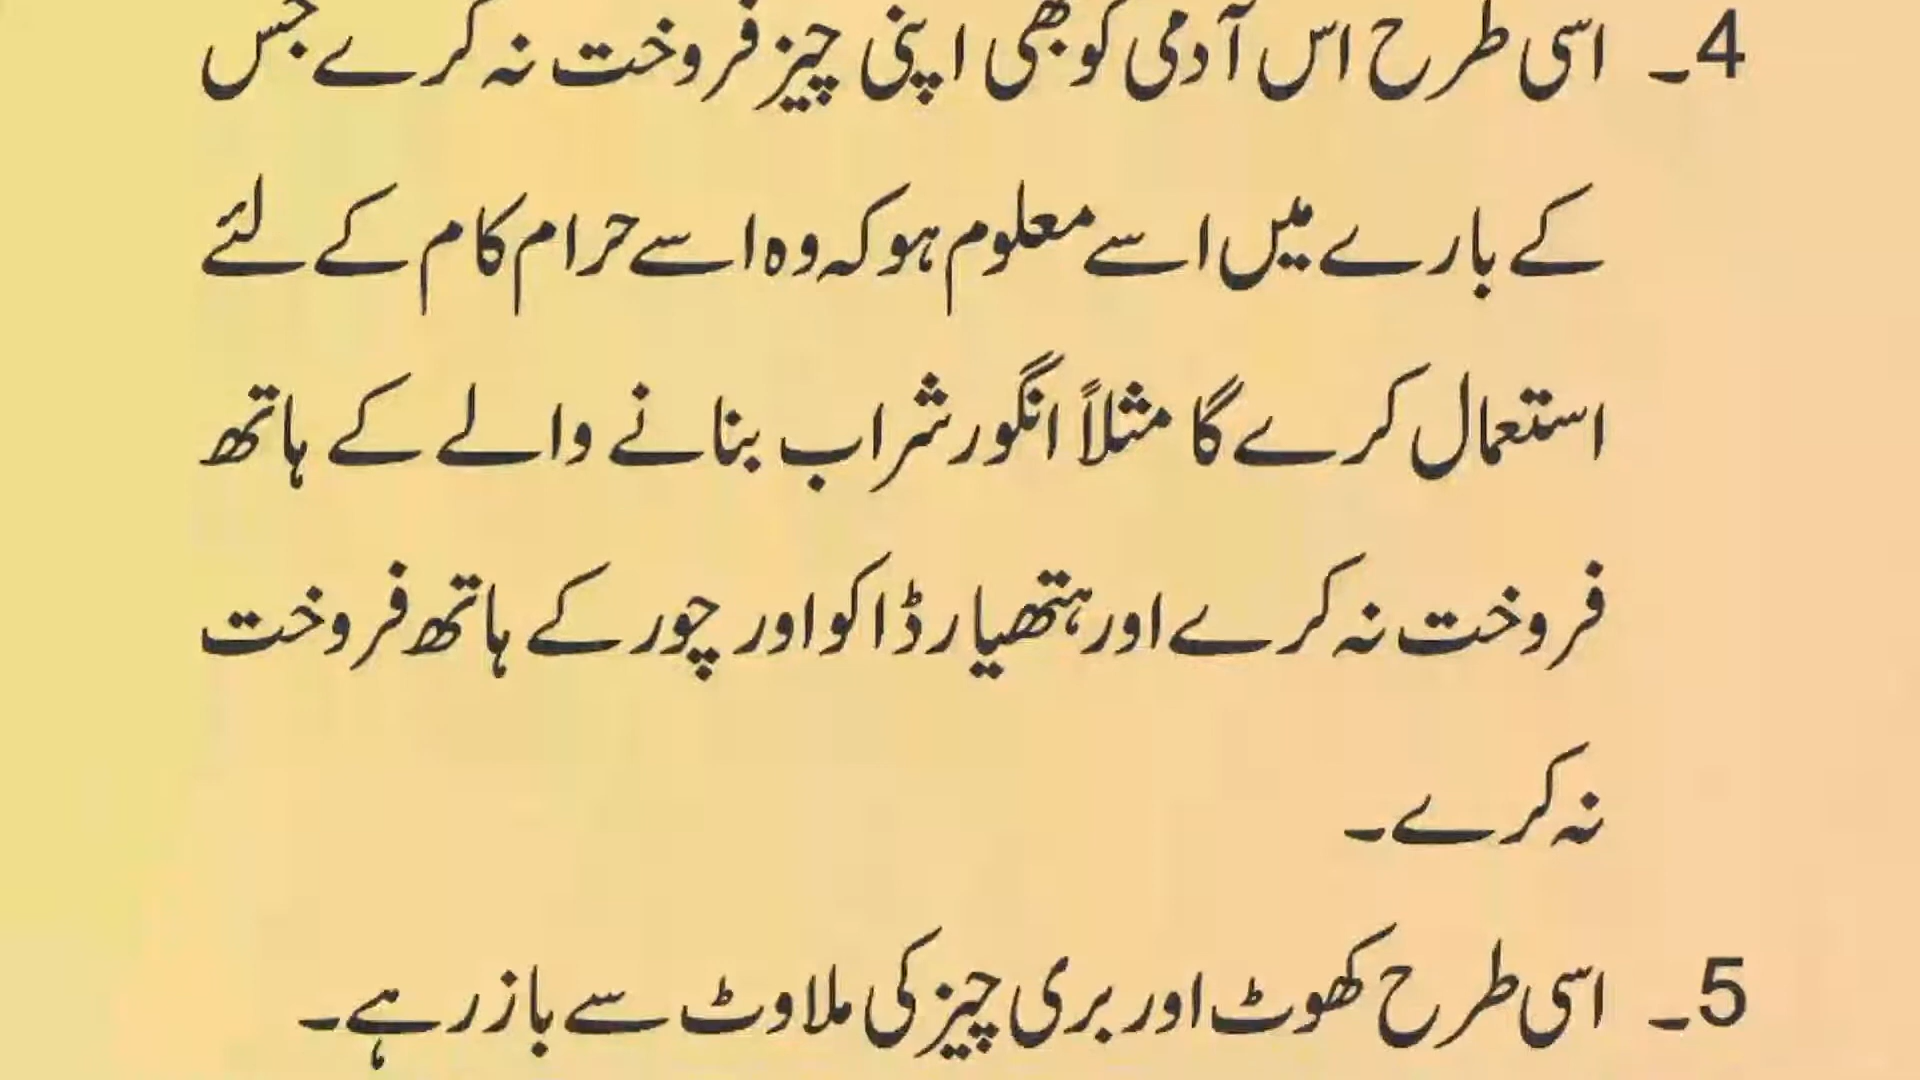 4۔ اسی طرح اس آدمی کو بھی اپنی چیز فروخت نہ کرے جس
کے بارے میں اسے معلوم ہو کہ وہ اسے حرام کام کے لئے
استعمال کرے گا مثلاً انگور شراب بنانے والے کے ہاتھ
فروخت نہ کرے اور ہتھیار ڈاکو اور چور کے ہاتھ فروخت
نہ کرے۔
5۔ اسی طرح کھوٹ اور بری چیز کی ملاوٹ سے باز رہے۔